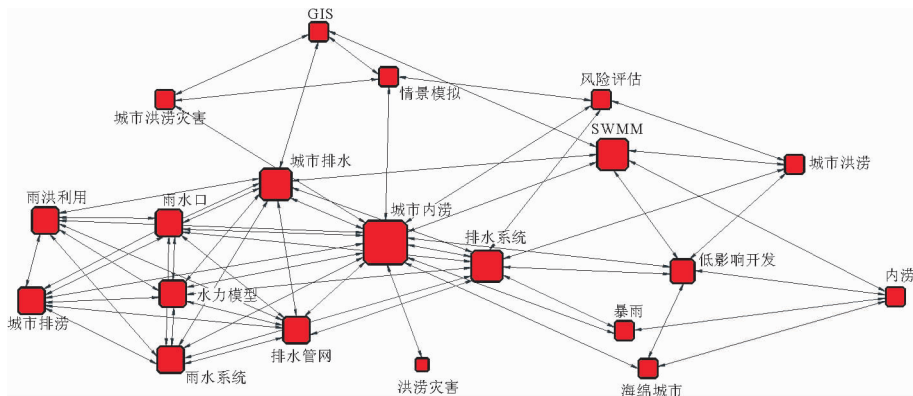 GIS
情景模拟
风险评估
城市洪涝灾害
SWMM
城市排水
城市洪涝
雨洪利用
雨水口
城市内涝
排水系统
低影响开发
内涝
水力模型
城市排涝
暴雨
排水管网
雨水系统
洪涝灾害
海绵城市